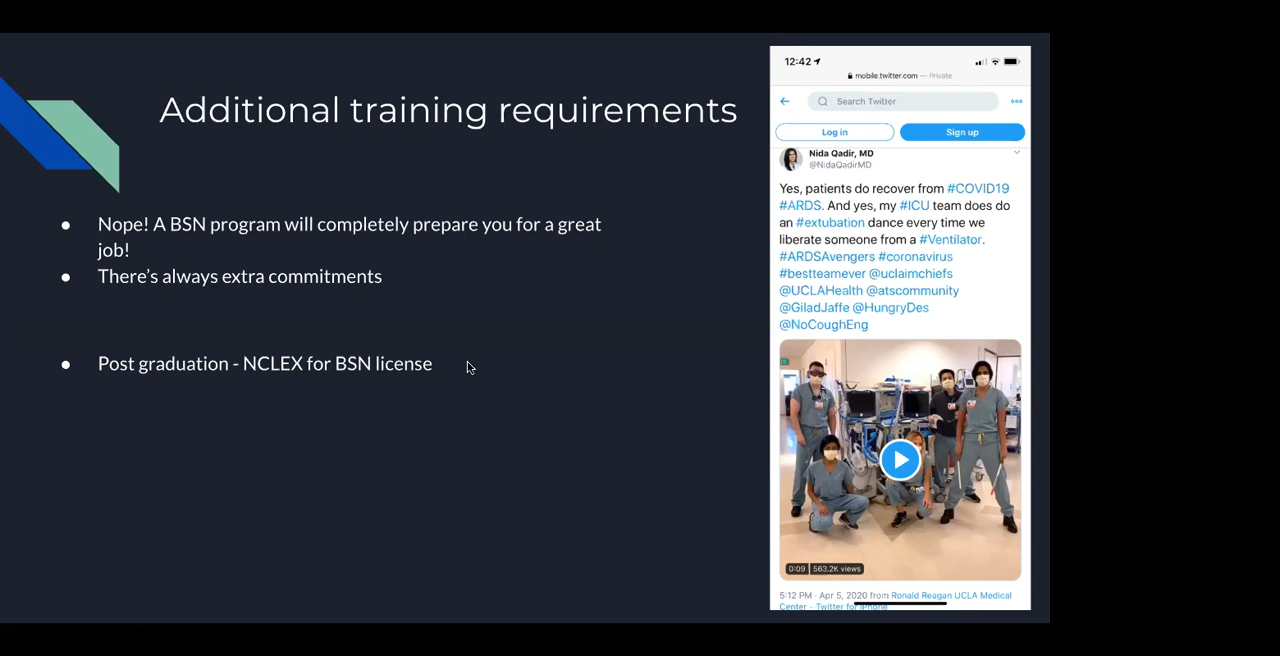 Additional training requirements
● Nope! A BSN program will completely prepare you for a great
job!
● There's always extra commitments
● Post graduation - NCLEX for BSN license
12:42
mobile.twitter.com — Private
Search Twitter
Log in
Sign up
Nida Qadir, MD
@NidaQadirMD
Yes, patients do recover from #COVID19
#ARDS. And yes, my #ICU team does do
an #extubation dance every time we
liberate someone from a #Ventilator.
#ARDSAvengers #coronavirus
#bestteamever @uclaimchiefs
@UCLAHealth @atscommunity
@GiladJaffe @HungryDes
@NoCoughEng
0:09 563.2K views
5:12 PM · Apr 5, 2020 from Ronald Reagan UCLA Medical
Center · Twitter for iPhone